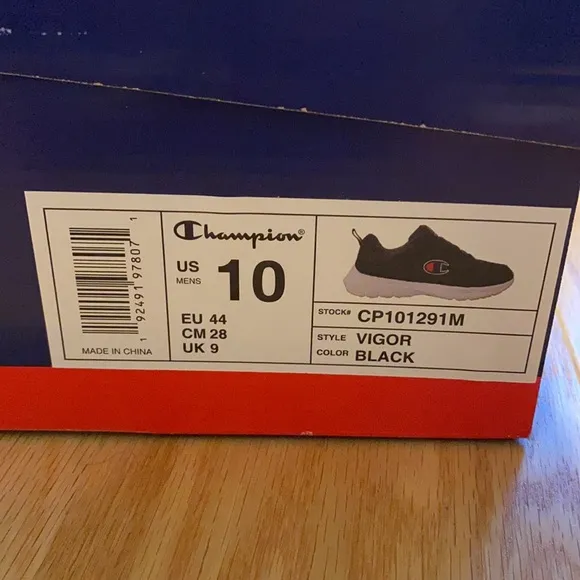 1 92491 97807 1
MADE IN CHINA
Champion®
US
MENS
10
EU 44
CM 28
UK 9
STOCK# CP101291M
STYLE VIGOR
COLOR BLACK